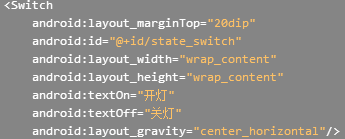 <Switch
android:layout_marginTop="20dip"
android:id="@+id/state_switch"
android:layout_width="wrap_content"
android:layout_height="wrap_content"
android:textOn="开灯"
android:textOff="关灯"
android:layout_gravity="center_horizontal"/>